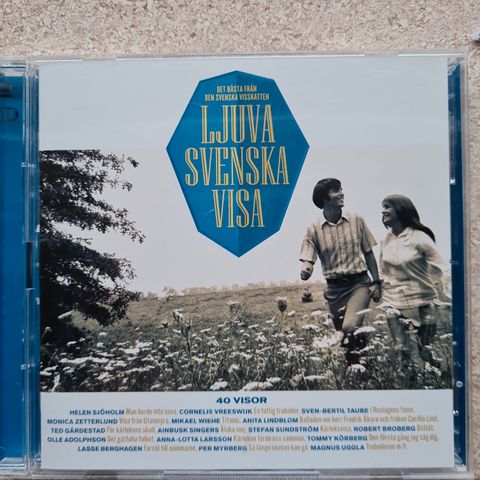 DET BÄSTA FRÅN
DEN SVENSKA VISSKATTEN
LJUVA
SVENSKA
VISA
40 VISOR
HELEN SJÖHOLM Man borde inte sova, CORNELIS VREESWIJK En fattig trubadur, SVEN-BERTIL TAUBE I Roslagens famn,
MONICA ZETTERLUND Visa från Utanmyra, MIKAEL WIEHE Titanic, ANITA LINDBLOM Balladen om herr Fredrik Åkare och fröken Cecilia Lind,
TED GÄRDESTAD För kärlekens skull, AINBUSK SINGERS Älska mej, STEFAN SUNDSTRÖM Kärleksvisa, ROBERT BROBERG Båtlåt,
OLLE ADOLPHSON Det gåtfulla folket, ANNA-LOTTA LARSSON Kärleken förde oss samman, TOMMY KÖRBERG Den första gång jag såg dig,
LASSE BERGHAGEN Farväl till sommaren, PER MYRBERG Så länge skutan kan gå, MAGNUS UGGLA Trubaduren m fl.